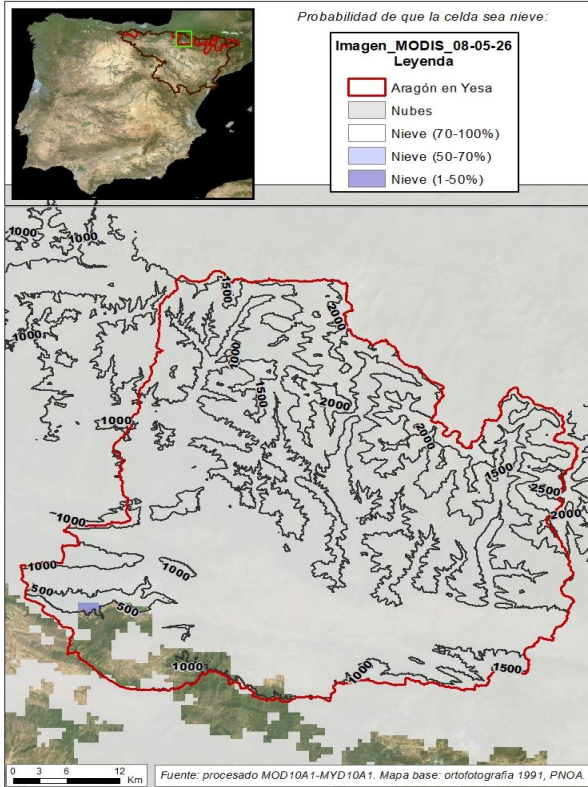 Probabilidad de que la celda sea nieve:
Imagen_MODIS_08-05-26
Leyenda
Aragón en Yesa
Nubes
Nieve (70-100%)
Nieve (50-70%)
Nieve (1-50%)
1000
1000
1000
1500
2000
1000
1500
2000
1000
2000
1500
2500
2000
1000
1000
1000
500
500
1000
1000
1500
0 3 6 12
Km
Fuente: procesado MOD10A1-MYD10A1. Mapa base: ortofotografia 1991, PNOA.